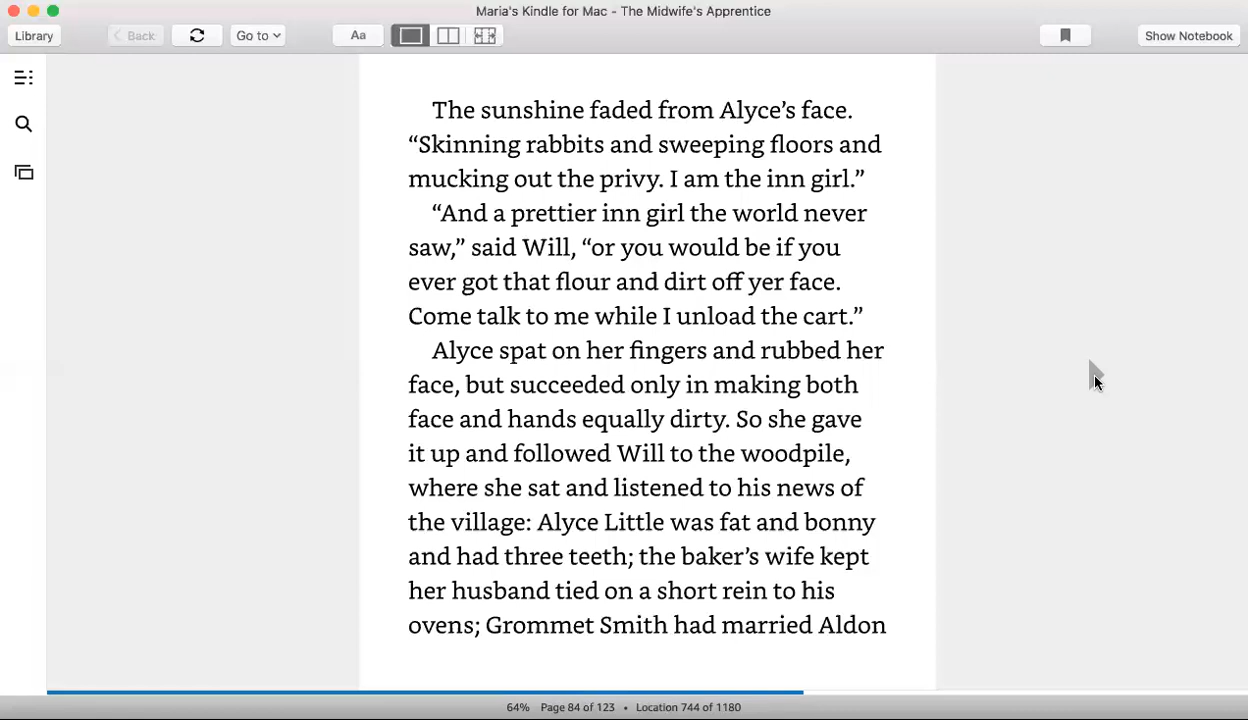 Maria's Kindle for Mac - The Midwife's Apprentice
Library
Back
Go to
Aa
Show Notebook
The sunshine faded from Alyce’s face.
“Skinning rabbits and sweeping floors and
mucking out the privy. I am the inn girl.”
“And a prettier inn girl the world never
saw,” said Will, “or you would be if you
ever got that flour and dirt off yer face.
Come talk to me while I unload the cart.”
Alyce spat on her fingers and rubbed her
face, but succeeded only in making both
face and hands equally dirty. So she gave
it up and followed Will to the woodpile,
where she sat and listened to his news of
the village: Alyce Little was fat and bonny
and had three teeth; the baker’s wife kept
her husband tied on a short rein to his
ovens; Grommet Smith had married Aldon
64% Page 84 of 123 • Location 744 of 1180